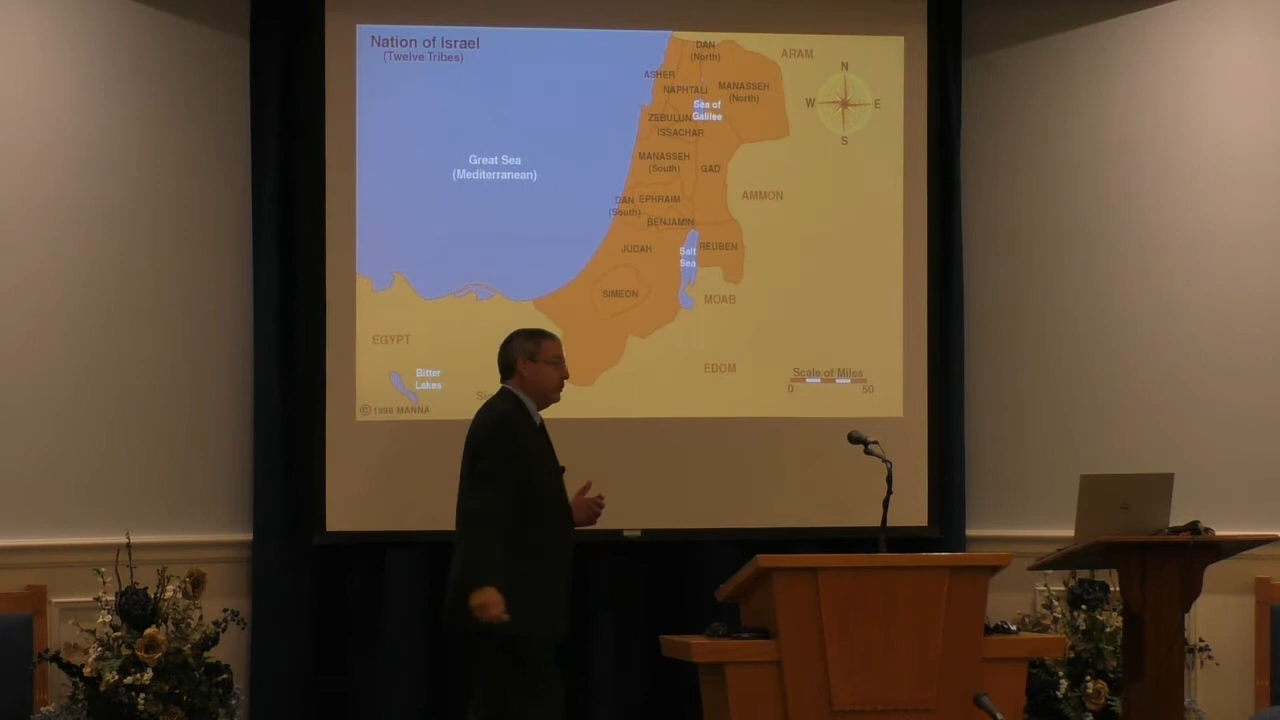 Nation of Israel
(Twelve Tribes)
DAN
(North)
ARAM
ASHER
NAPHTALI
MANASSEH
(North)
N
W
E
S
Sea of
Galilee
ZEBULUN
ISSACHAR
Great Sea
(Mediterranean)
MANASSEH
(South)
GAD
AMMON
DAN
(South)
EPHRAIM
BENJAMIN
JUDAH
Salt
Sea
REUBEN
SIMEON
MOAB
EGYPT
Bitter
Lakes
EDOM
Scale of Miles
0
50
© 1998 MANNA